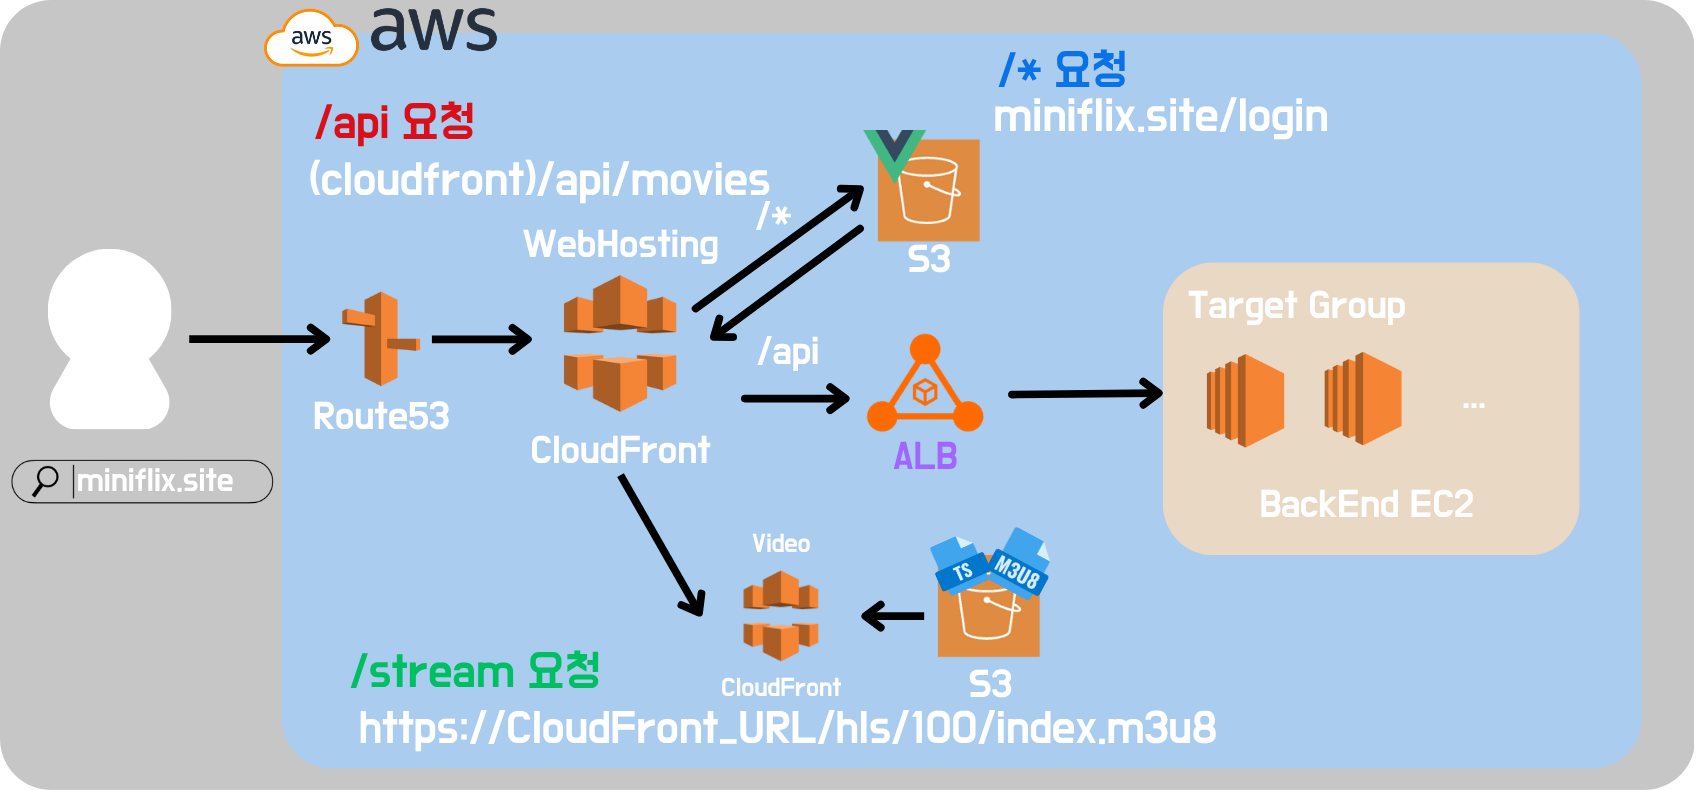 aws
aws
/* 요청
miniflix.site/login
/api 요청
(cloudfront)/api/movies
/*
WebHosting
S3
Target Group
/api
Route53
CloudFront
ALB
...
miniflix.site
BackEnd EC2
Video
TS
M3U8
/stream 요청
CloudFront
S3
https://CloudFront_URL/hls/100/index.m3u8